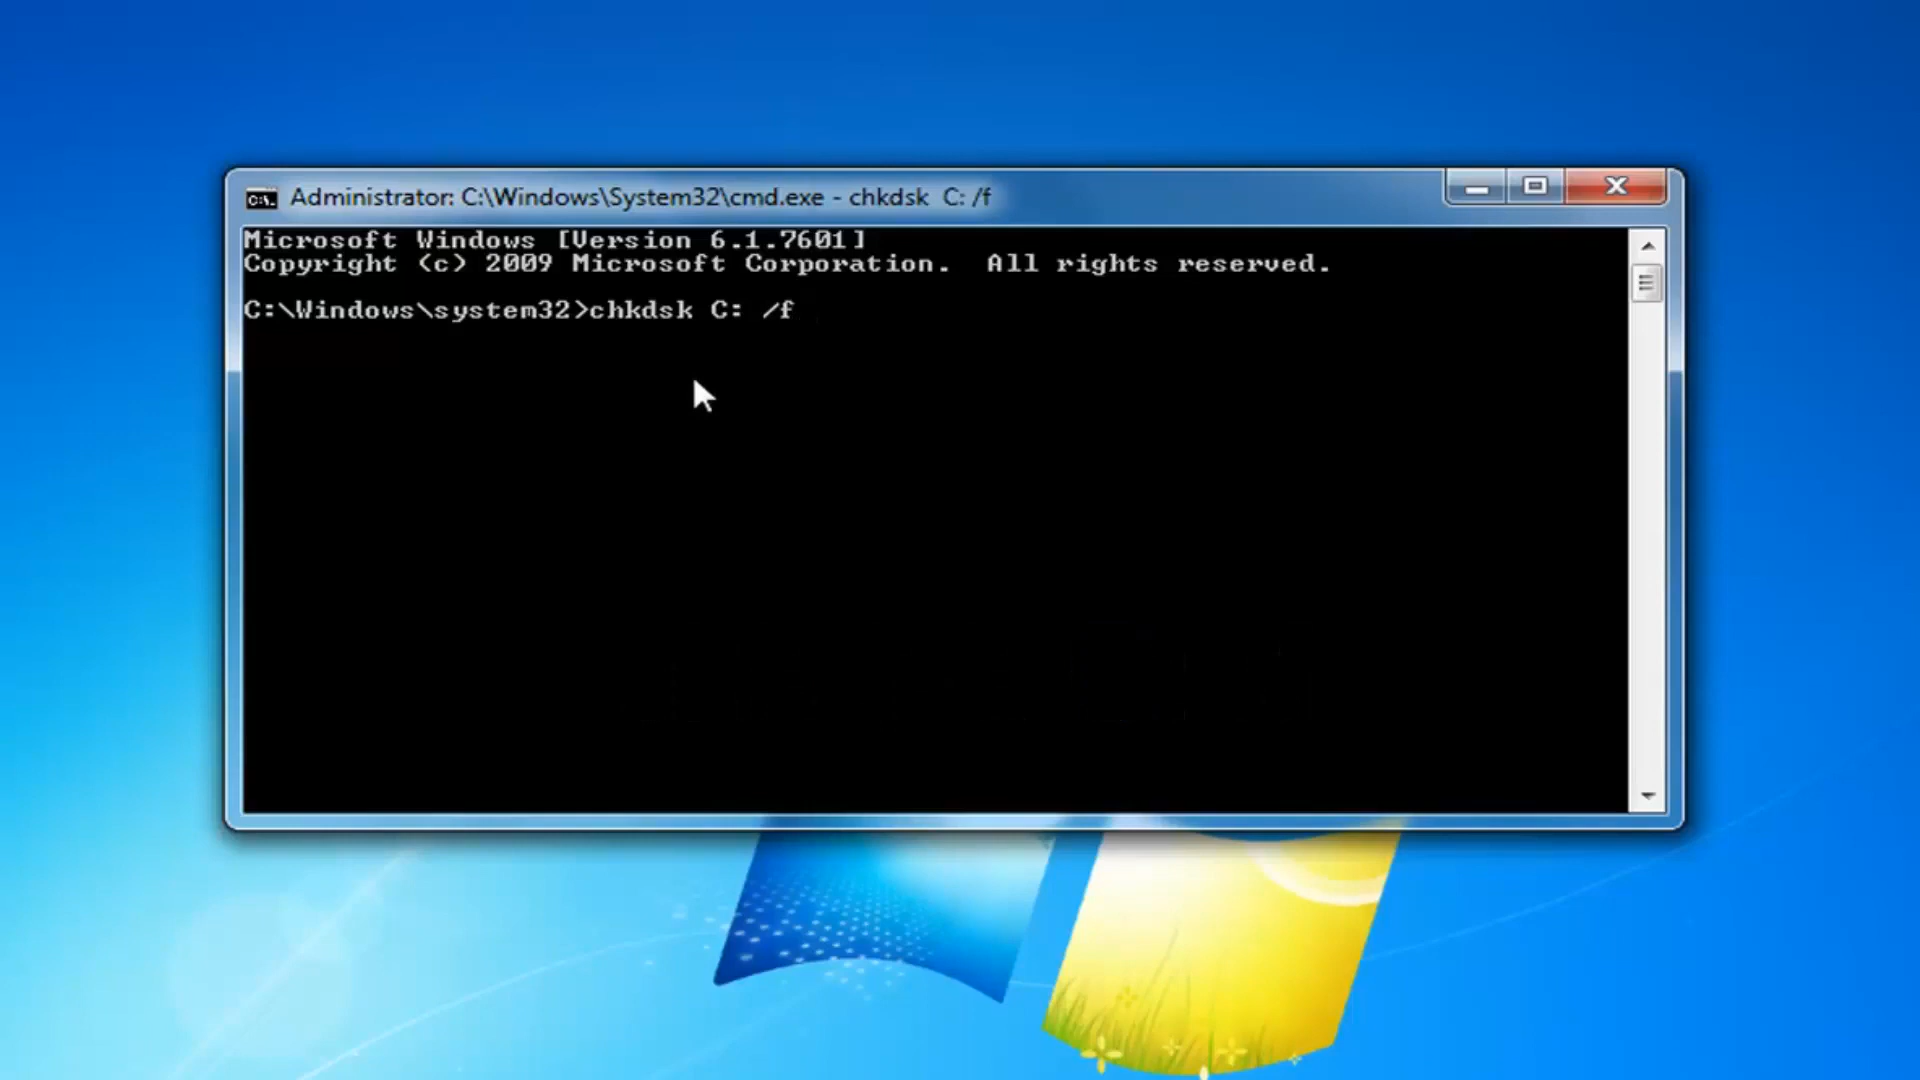 Administrator: C:\Windows\System32\cmd.exe - chkdsk  C: /f
Microsoft Windows [Version 6.1.7601]
Copyright (c) 2009 Microsoft Corporation.  All rights reserved.
C:\Windows\system32>chkdsk C: /f